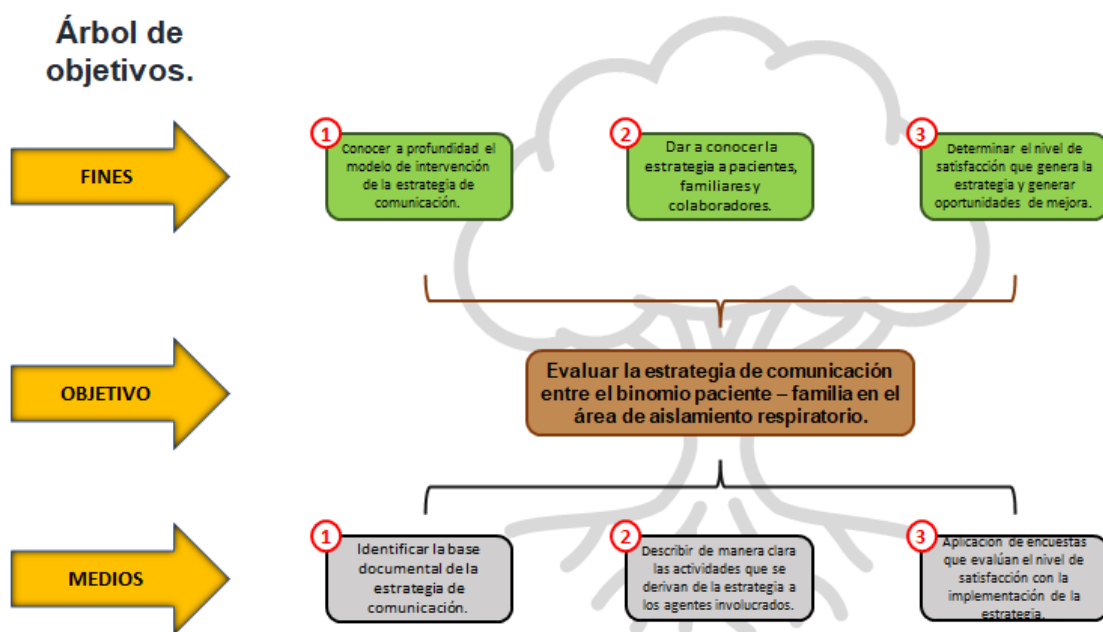 Árbol de
objetivos.
FINES
1
Conocer a profundidad el
modelo de intervención
de la estrategia de
comunicación.
2
Dar a conocer la
estrategia a pacientes,
familiares y
colaboradores.
3
Determinar el nivel de
satisfacción que genera la
estrategia y generar
oportunidades de mejora.
OBJETIVO
Evaluar la estrategia de comunicación
entre el binomio paciente – familia en el
área de aislamiento respiratorio.
MEDIOS
1
Identificar la base
documental de la
estrategia de
comunicación.
2
Describir de manera clara
las actividades que se
derivan de la estrategia a
los agentes involucrados.
3
Aplicación de encuestas
que evalúan el nivel de
satisfacción con la
implementación de la
estrategia.